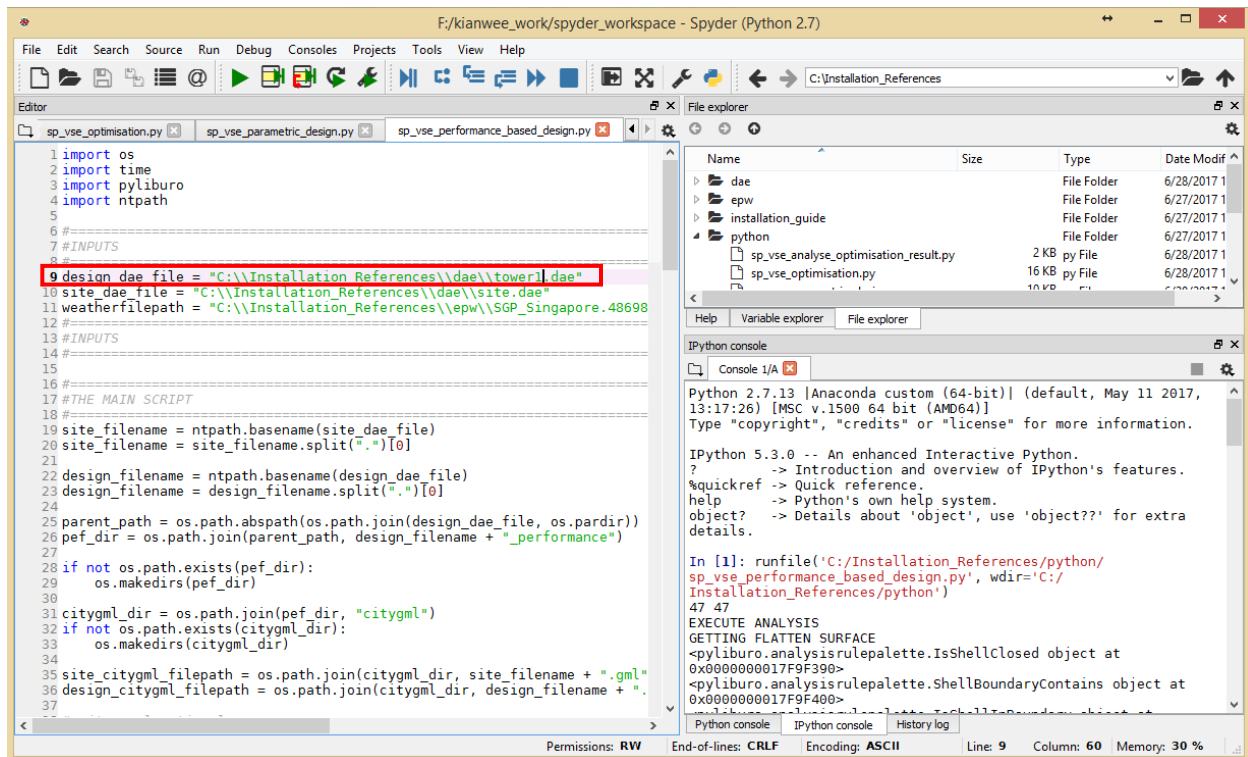 F:/kianwee_work/spyder_workspace - Spyder (Python 2.7)
File Edit Search Source Run Debug Consoles Projects Tools View Help
C:\Installation_References
Editor
sp_vse_optimisation.py
sp_vse_parametric_design.py
sp_vse_performance_based_design.py
1 import os
2 import time
3 import pyliburo
4 import ntpath
5
6 #==============================================================
7 #INPUTS
8 #==============================================================
9 design_dae_file = "C:\\Installation_References\\dae\\tower1.dae"
10 site_dae_file = "C:\\Installation_References\\dae\\site.dae"
11 weatherfilepath = "C:\\Installation_References\\epw\\SGP_Singapore.48698
12 #==============================================================
13 #INPUTS
14 #==============================================================
15
16 #==============================================================
17 #THE MAIN SCRIPT
18 #==============================================================
19 site_filename = ntpath.basename(site_dae_file)
20 site_filename = site_filename.split(".")[0]
21
22 design_filename = ntpath.basename(design_dae_file)
23 design_filename = design_filename.split(".")[0]
24
25 parent_path = os.path.abspath(os.path.join(design_dae_file, os.pardir))
26 pef_dir = os.path.join(parent_path, design_filename + "_performance")
27
28 if not os.path.exists(pef_dir):
29     os.makedirs(pef_dir)
30
31 citygml_dir = os.path.join(pef_dir, "citygml")
32 if not os.path.exists(citygml_dir):
33     os.makedirs(citygml_dir)
34
35 site_citygml_filepath = os.path.join(citygml_dir, site_filename + ".gml"
36 design_citygml_filepath = os.path.join(citygml_dir, design_filename + ".
37
File explorer
Name Size Type Date Modif
dae File Folder 6/28/2017 1
epw File Folder 6/27/2017 1
installation_guide File Folder 6/27/2017 1
python File Folder 6/27/2017 1
sp_vse_analyse_optimisation_result.py 2 KB py File 6/28/2017 1
sp_vse_optimisation.py 16 KB py File 6/28/2017 1
Help Variable explorer File explorer
IPython console
Console 1/A
Python 2.7.13 |Anaconda custom (64-bit)| (default, May 11 2017,
13:17:26) [MSC v.1500 64 bit (AMD64)]
Type "copyright", "credits" or "license" for more information.
IPython 5.3.0 -- An enhanced Interactive Python.
? -> Introduction and overview of IPython's features.
%quickref -> Quick reference.
help -> Python's own help system.
object? -> Details about 'object', use 'object??' for extra
details.
In [1]: runfile('C:/Installation_References/python/
sp_vse_performance_based_design.py', wdir='C:/
Installation_References/python')
47 47
EXECUTE ANALYSIS
GETTING FLATTEN SURFACE
<pyliburo.analysisrulepalette.IsShellClosed object at
0x0000000017F9F390>
<pyliburo.analysisrulepalette.ShellBoundaryContains object at
0x0000000017F9F400>
Python console IPython console History log
Permissions: RW End-of-lines: CRLF Encoding: ASCII Line: 9 Column: 60 Memory: 30 %